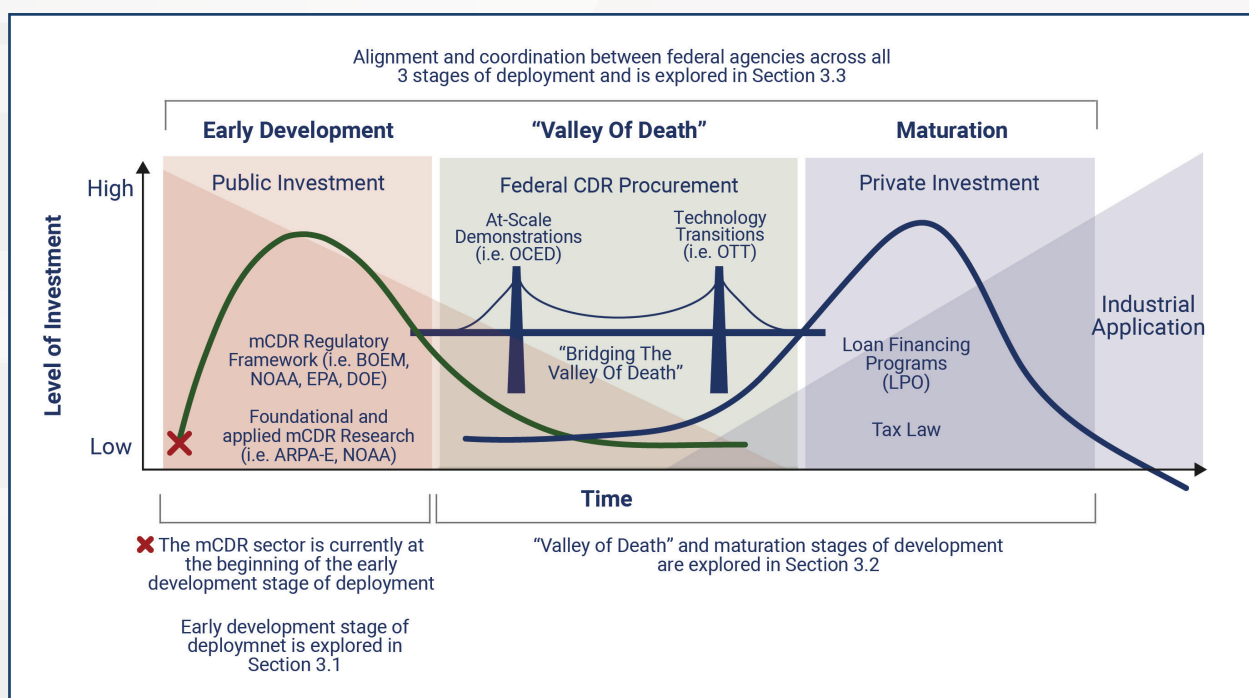 Alignment and coordination between federal agencies across all
3 stages of deployment and is explored in Section 3.3
Early Development
“Valley Of Death”
Maturation
High
Low
Level of Investment
Public Investment
mCDR Regulatory
Framework (i.e. BOEM,
NOAA, EPA, DOE)
Foundational and
applied mCDR Research
(i.e. ARPA-E, NOAA)
Federal CDR Procurement
At-Scale
Demonstrations
(i.e. OCED)
Technology
Transitions
(i.e. OTT)
“Bridging The
Valley Of Death”
Private Investment
Loan Financing
Programs
(LPO)
Tax Law
Industrial
Application
Time
The mCDR sector is currently at
the beginning of the early
development stage of deployment
Early development stage of
deploymnet is explored in
Section 3.1
“Valley of Death” and maturation stages of development
are explored in Section 3.2